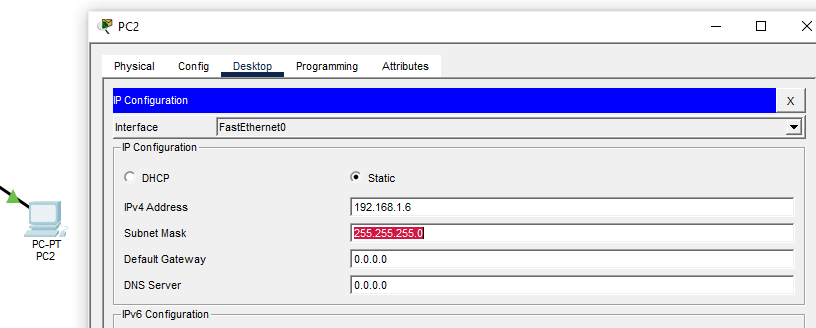 PC2
Physical Config Desktop Programming Attributes
IP Configuration X
Interface FastEthernet0
IP Configuration
DHCP Static
IPv4 Address 192.168.1.6
Subnet Mask 255.255.255.0
Default Gateway 0.0.0.0
DNS Server 0.0.0.0
IPv6 Configuration
PC-PT
PC2